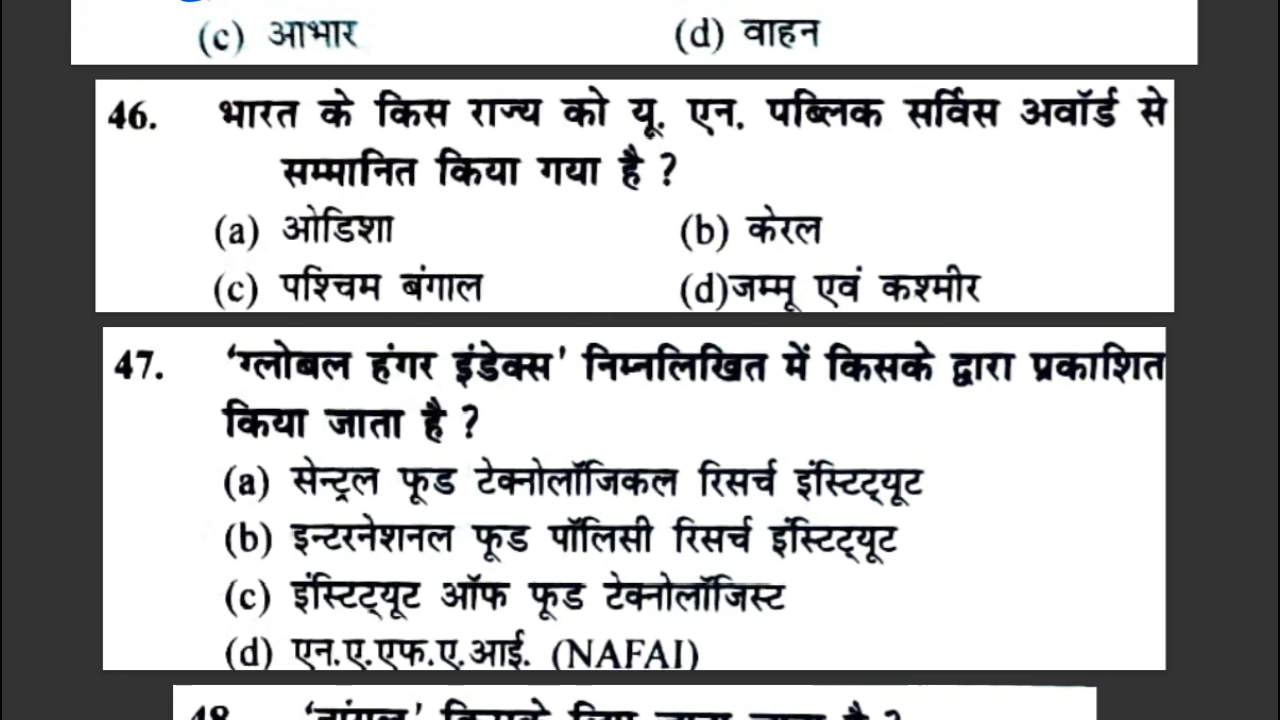 (c) आभार (d) वाहन
46. भारत के किस राज्य को यू. एन. पब्लिक सर्विस अवॉर्ड से
सम्मानित किया गया है ?
(a) ओडिशा (b) केरल
(c) पश्चिम बंगाल (d)जम्मू एवं कश्मीर
47. ‘ग्लोबल हंगर इंडेक्स’ निम्नलिखित में किसके द्वारा प्रकाशित
किया जाता है ?
(a) सेन्ट्रल फूड टेक्नोलॉजिकल रिसर्च इंस्टिट्यूट
(b) इन्टरनेशनल फूड पॉलिसी रिसर्च इंस्टिट्यूट
(c) इंस्टिट्यूट ऑफ फूड टेक्नोलॉजिस्ट
(d) एन.ए.एफ.ए.आई. (NAFAI)
48.